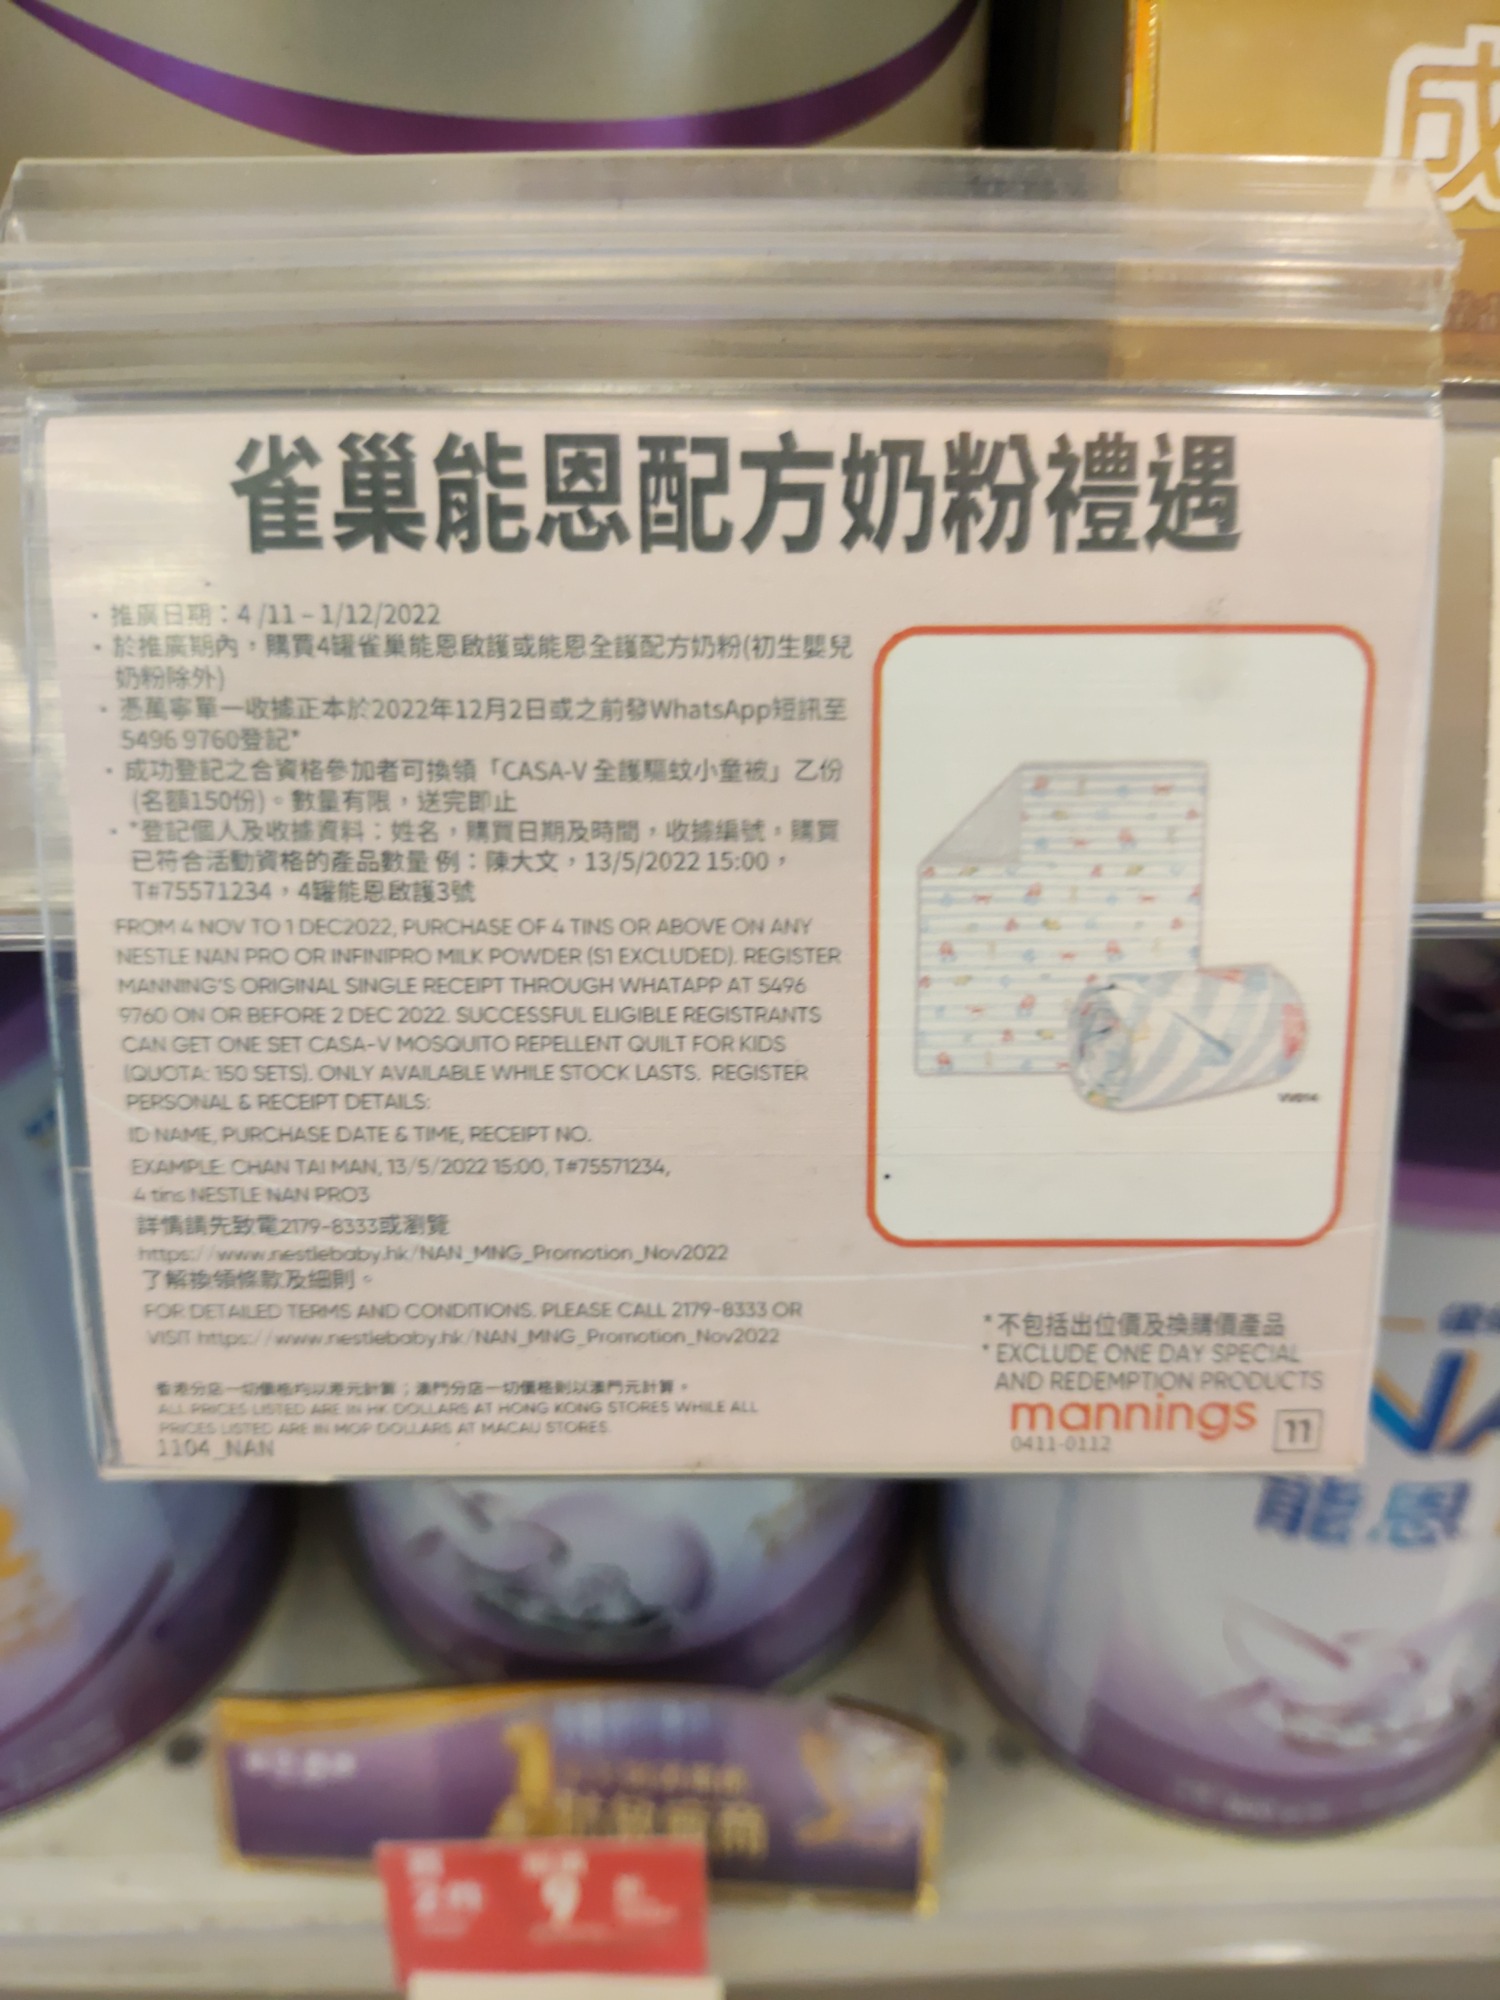 成
雀巢能恩配方奶粉禮遇
· 推廣日期：4 /11 – 1/12/2022
· 於推廣期內，購買4罐雀巢能恩啟護或能恩全護配方奶粉(初生嬰兒
奶粉除外)
· 憑萬寧單一收據正本於2022年12月2日或之前發WhatsApp短訊至
5496 9760登記*
· 成功登記之合資格參加者可換領「CASA-V 全護驅蚊小童被」乙份
(名額150份)。數量有限，送完即止
· *登記個人及收據資料：姓名，購買日期及時間，收據編號，購買
已符合活動資格的產品數量 例：陳大文，13/5/2022 15:00，
T#75571234，4罐能恩啟護3號
FROM 4 NOV TO 1 DEC2022, PURCHASE OF 4 TINS OR ABOVE ON ANY
NESTLE NAN PRO OR INFINIPRO MILK POWDER (S1 EXCLUDED). REGISTER
MANNING'S ORIGINAL SINGLE RECEIPT THROUGH WHATAPP AT 5496
9760 ON OR BEFORE 2 DEC 2022. SUCCESSFUL ELIGIBLE REGISTRANTS
CAN GET ONE SET CASA-V MOSQUITO REPELLENT QUILT FOR KIDS
(QUOTA: 150 SETS). ONLY AVAILABLE WHILE STOCK LASTS. REGISTER
PERSONAL & RECEIPT DETAILS:
ID NAME, PURCHASE DATE & TIME, RECEIPT NO.
EXAMPLE: CHAN TAI MAN, 13/5/2022 15:00, T#75571234,
4 tins NESTLE NAN PRO3
詳情請先致電2179-8333或瀏覽
https://www.nestlebaby.hk/NAN_MNG_Promotion_Nov2022
了解換領條款及細則。
FOR DETAILED TERMS AND CONDITIONS. PLEASE CALL 2179-8333 OR
VISIT https://www.nestlebaby.hk/NAN_MNG_Promotion_Nov2022
香港分店一切價格均以港元計算；澳門分店一切價格則以澳門元計算。
ALL PRICES LISTED ARE IN HK DOLLARS AT HONG KONG STORES WHILE ALL
PRICES LISTED ARE IN MOP DOLLARS AT MACAU STORES.
1104_NAN
VV014
*不包括出位價及換購價產品
*EXCLUDE ONE DAY SPECIAL
AND REDEMPTION PRODUCTS
mannings 11
0411-0112
NA
能恩